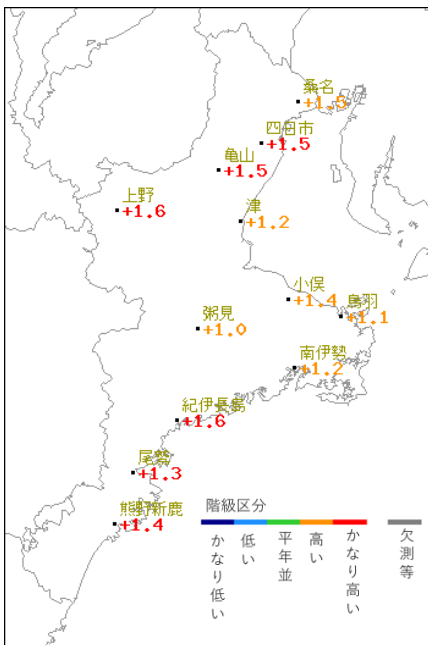 桑名
+1.5
四日市
+1.5
亀山
+1.5
上野
+1.6
津
+1.2
小俣
+1.4
鳥羽
+1.1
粥見
+1.0
南伊勢
+1.2
紀伊長島
+1.6
尾鷲
+1.3
熊野新鹿
+1.4
階級区分
かなり低い
低い
平年並
高い
かなり高い
欠測等